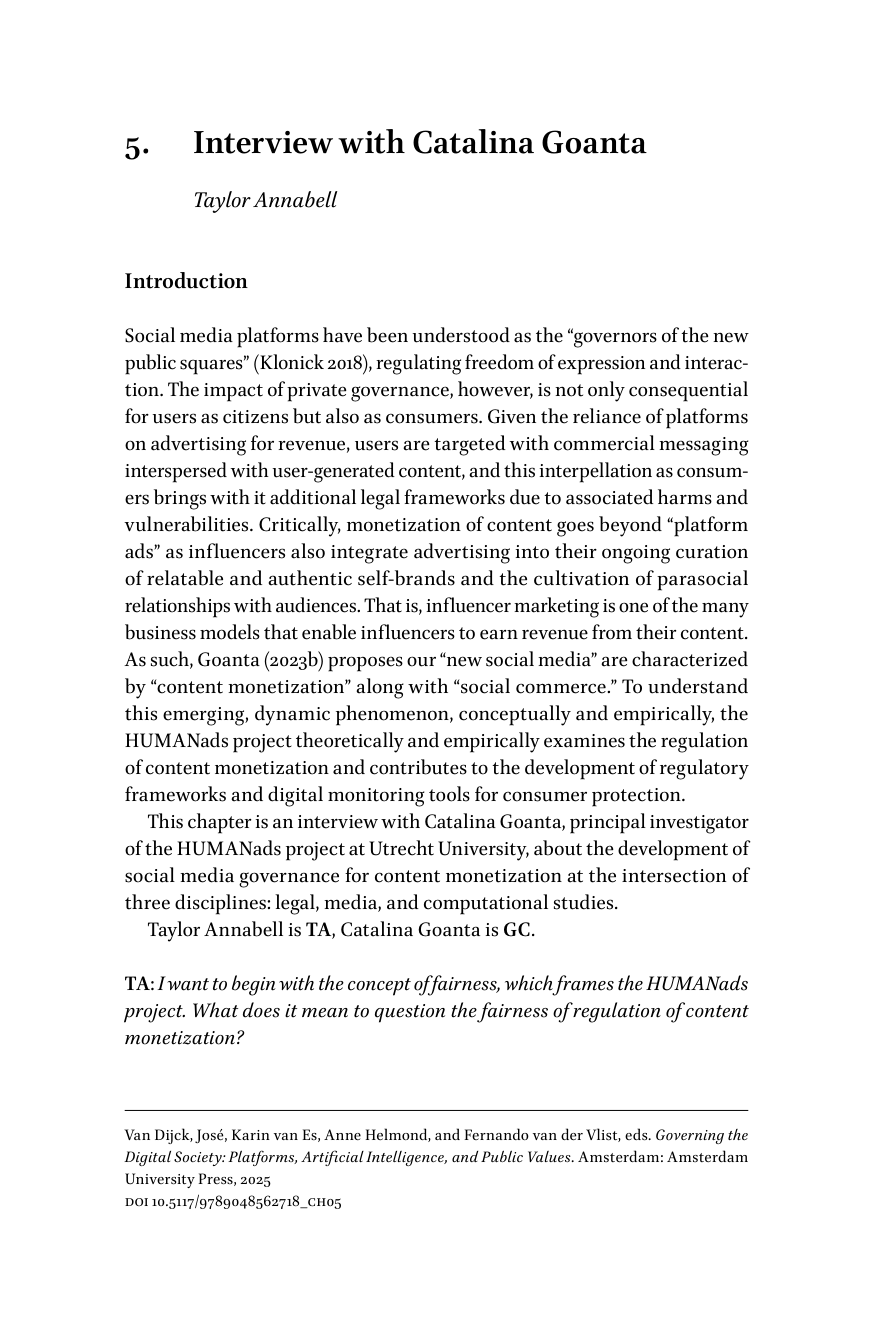 5. Interview with Catalina Goanta
Taylor Annabell
Introduction
Social media platforms have been understood as the “governors of the new
public squares” (Klonick 2018), regulating freedom of expression and interac-
tion. The impact of private governance, however, is not only consequential
for users as citizens but also as consumers. Given the reliance of platforms
on advertising for revenue, users are targeted with commercial messaging
interspersed with user-generated content, and this interpellation as consum-
ers brings with it additional legal frameworks due to associated harms and
vulnerabilities. Critically, monetization of content goes beyond “platform
ads” as influencers also integrate advertising into their ongoing curation
of relatable and authentic self-brands and the cultivation of parasocial
relationships with audiences. That is, influencer marketing is one of the many
business models that enable influencers to earn revenue from their content.
As such, Goanta (2023b) proposes our “new social media” are characterized
by “content monetization” along with “social commerce.” To understand
this emerging, dynamic phenomenon, conceptually and empirically, the
HUMANads project theoretically and empirically examines the regulation
of content monetization and contributes to the development of regulatory
frameworks and digital monitoring tools for consumer protection.
This chapter is an interview with Catalina Goanta, principal investigator
of the HUMANads project at Utrecht University, about the development of
social media governance for content monetization at the intersection of
three disciplines: legal, media, and computational studies.
Taylor Annabell is TA, Catalina Goanta is GC.
TA: I want to begin with the concept of fairness, which frames the HUMANads
project. What does it mean to question the fairness of regulation of content
monetization?
Van Dijck, José, Karin van Es, Anne Helmond, and Fernando van der Vlist, eds. Governing the
Digital Society: Platforms, Artificial Intelligence, and Public Values. Amsterdam: Amsterdam
University Press, 2025
DOI 10.5117/9789048562718_CH05